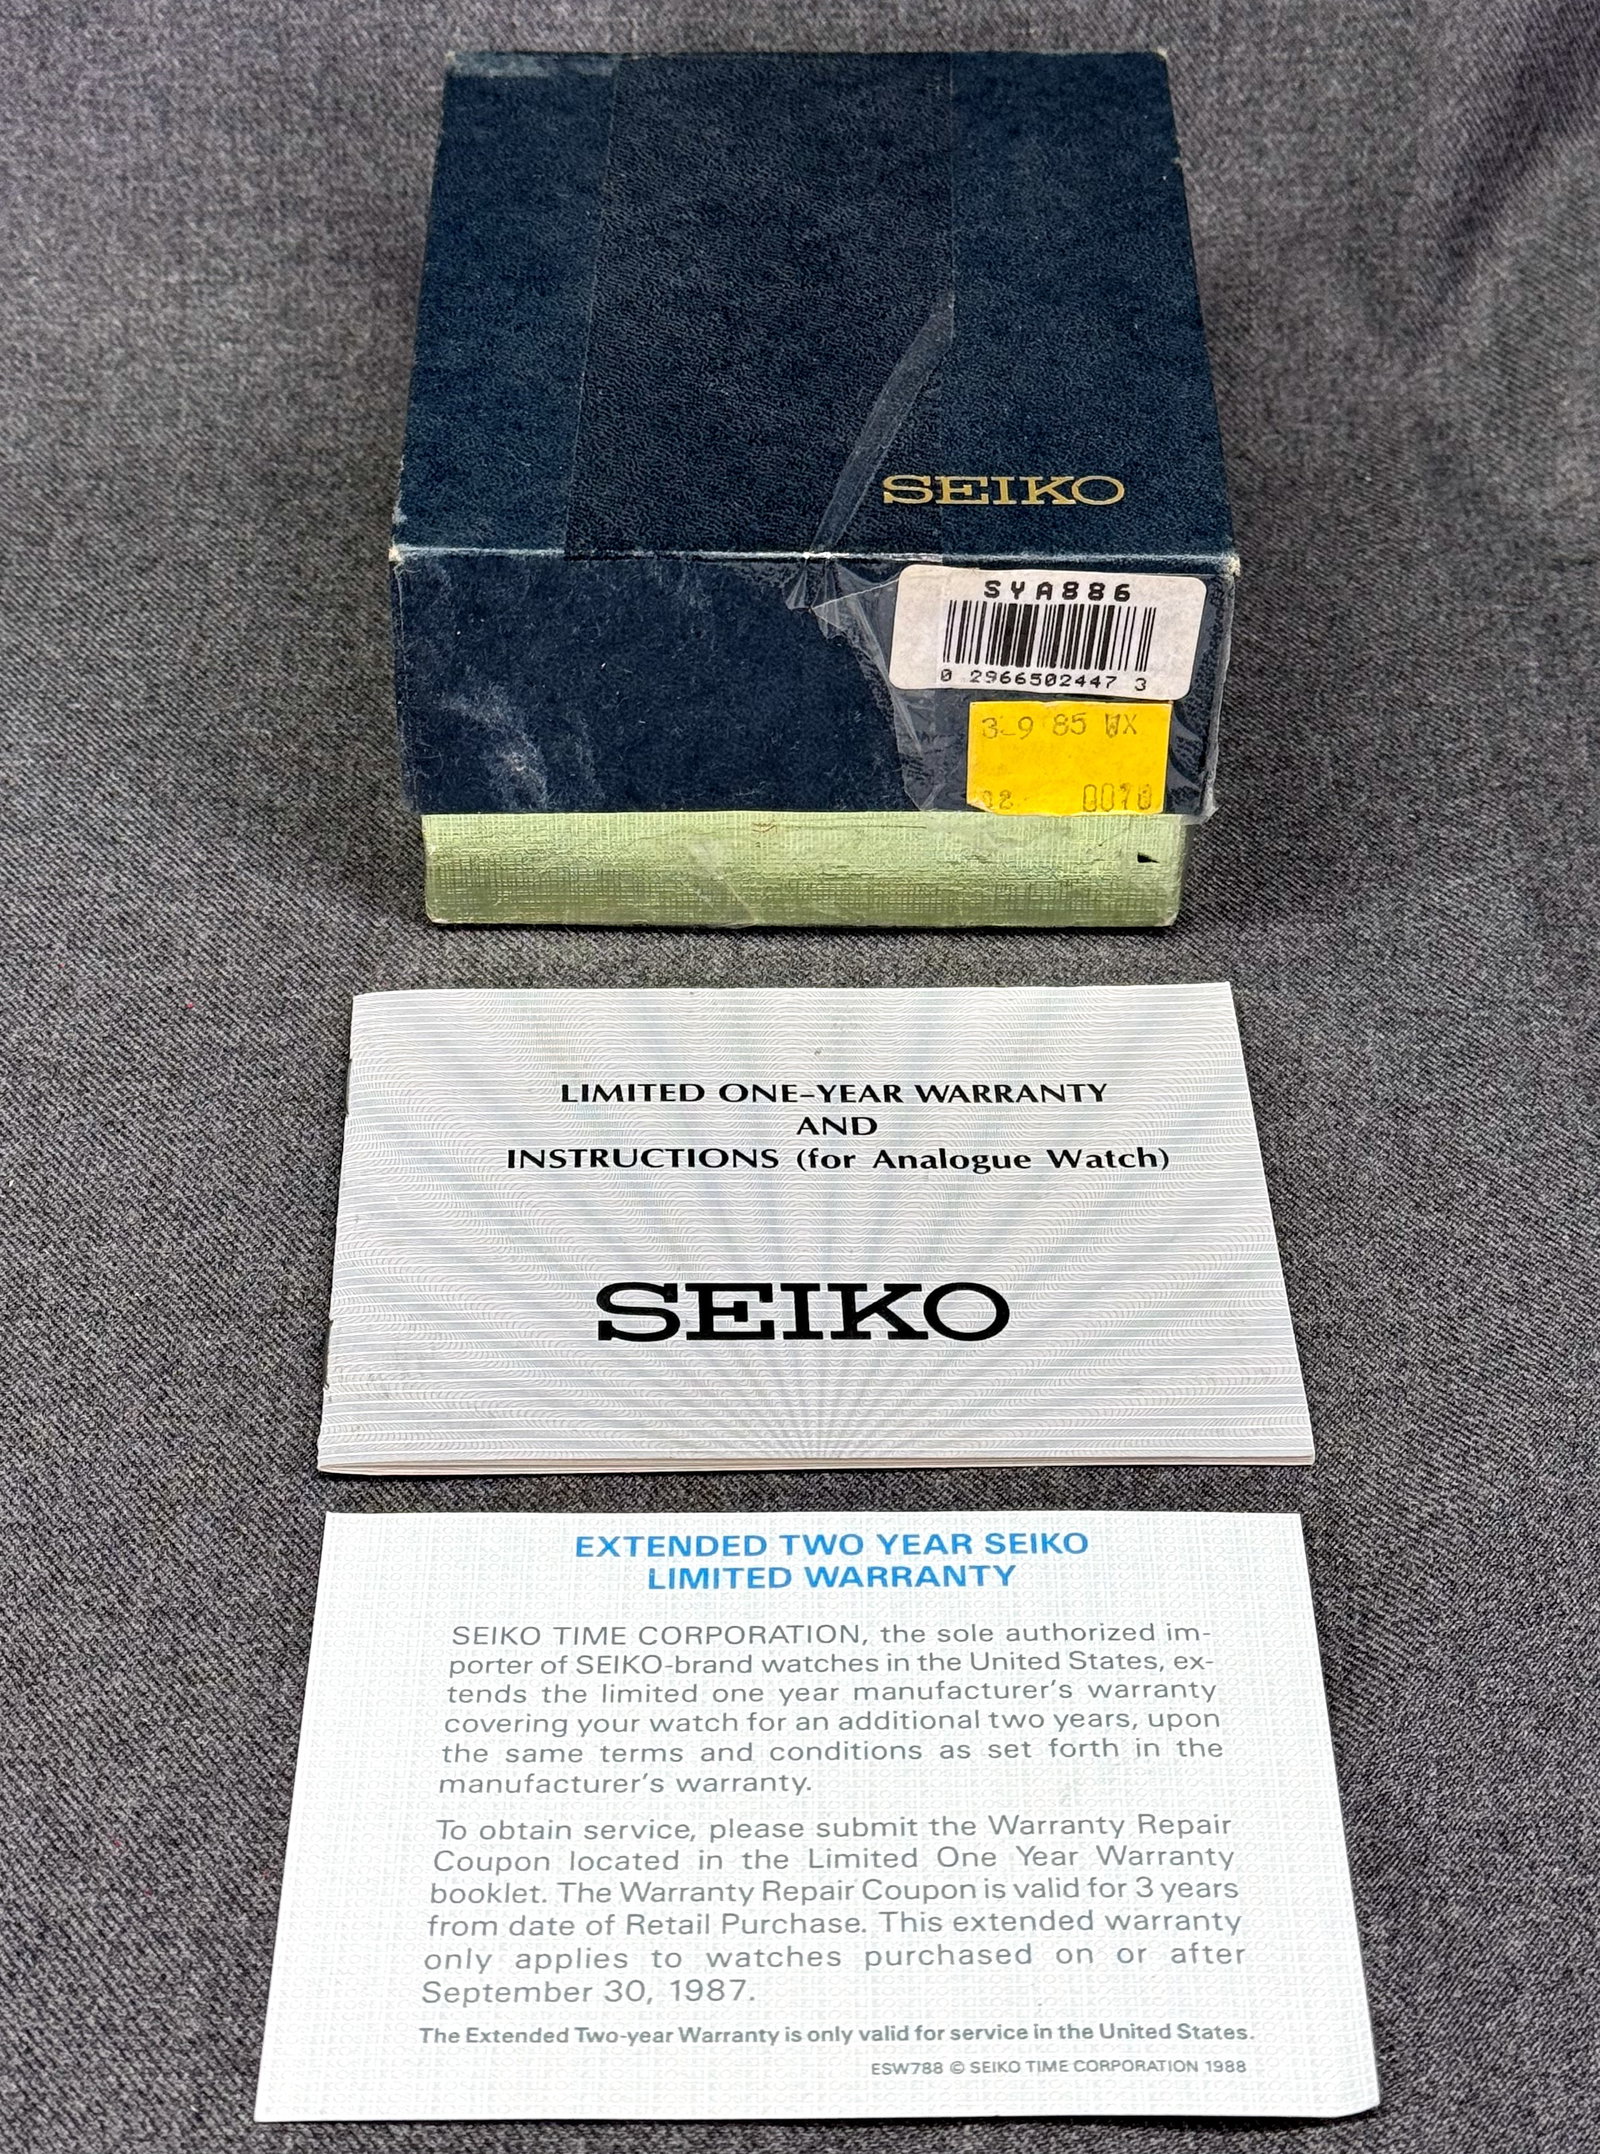 SEIKO
SYA886
0 2966502447 3
3-9 85 WX
02 0070
LIMITED ONE-YEAR WARRANTY
AND
INSTRUCTIONS (for Analogue Watch)
SEIKO
EXTENDED TWO YEAR SEIKO
LIMITED WARRANTY
SEIKO TIME CORPORATION, the sole authorized im-
porter of SEIKO-brand watches in the United States, ex-
tends the limited one year manufacturer's warranty
covering your watch for an additional two years, upon
the same terms and conditions as set forth in the
manufacturer's warranty.
To obtain service, please submit the Warranty Repair
Coupon located in the Limited One Year Warranty
booklet. The Warranty Repair Coupon is valid for 3 years
from date of Retail Purchase. This extended warranty
only applies to watches purchased on or after
September 30, 1987.
The Extended Two-year Warranty is only valid for service in the United States.
ESW788 © SEIKO TIME CORPORATION 1988